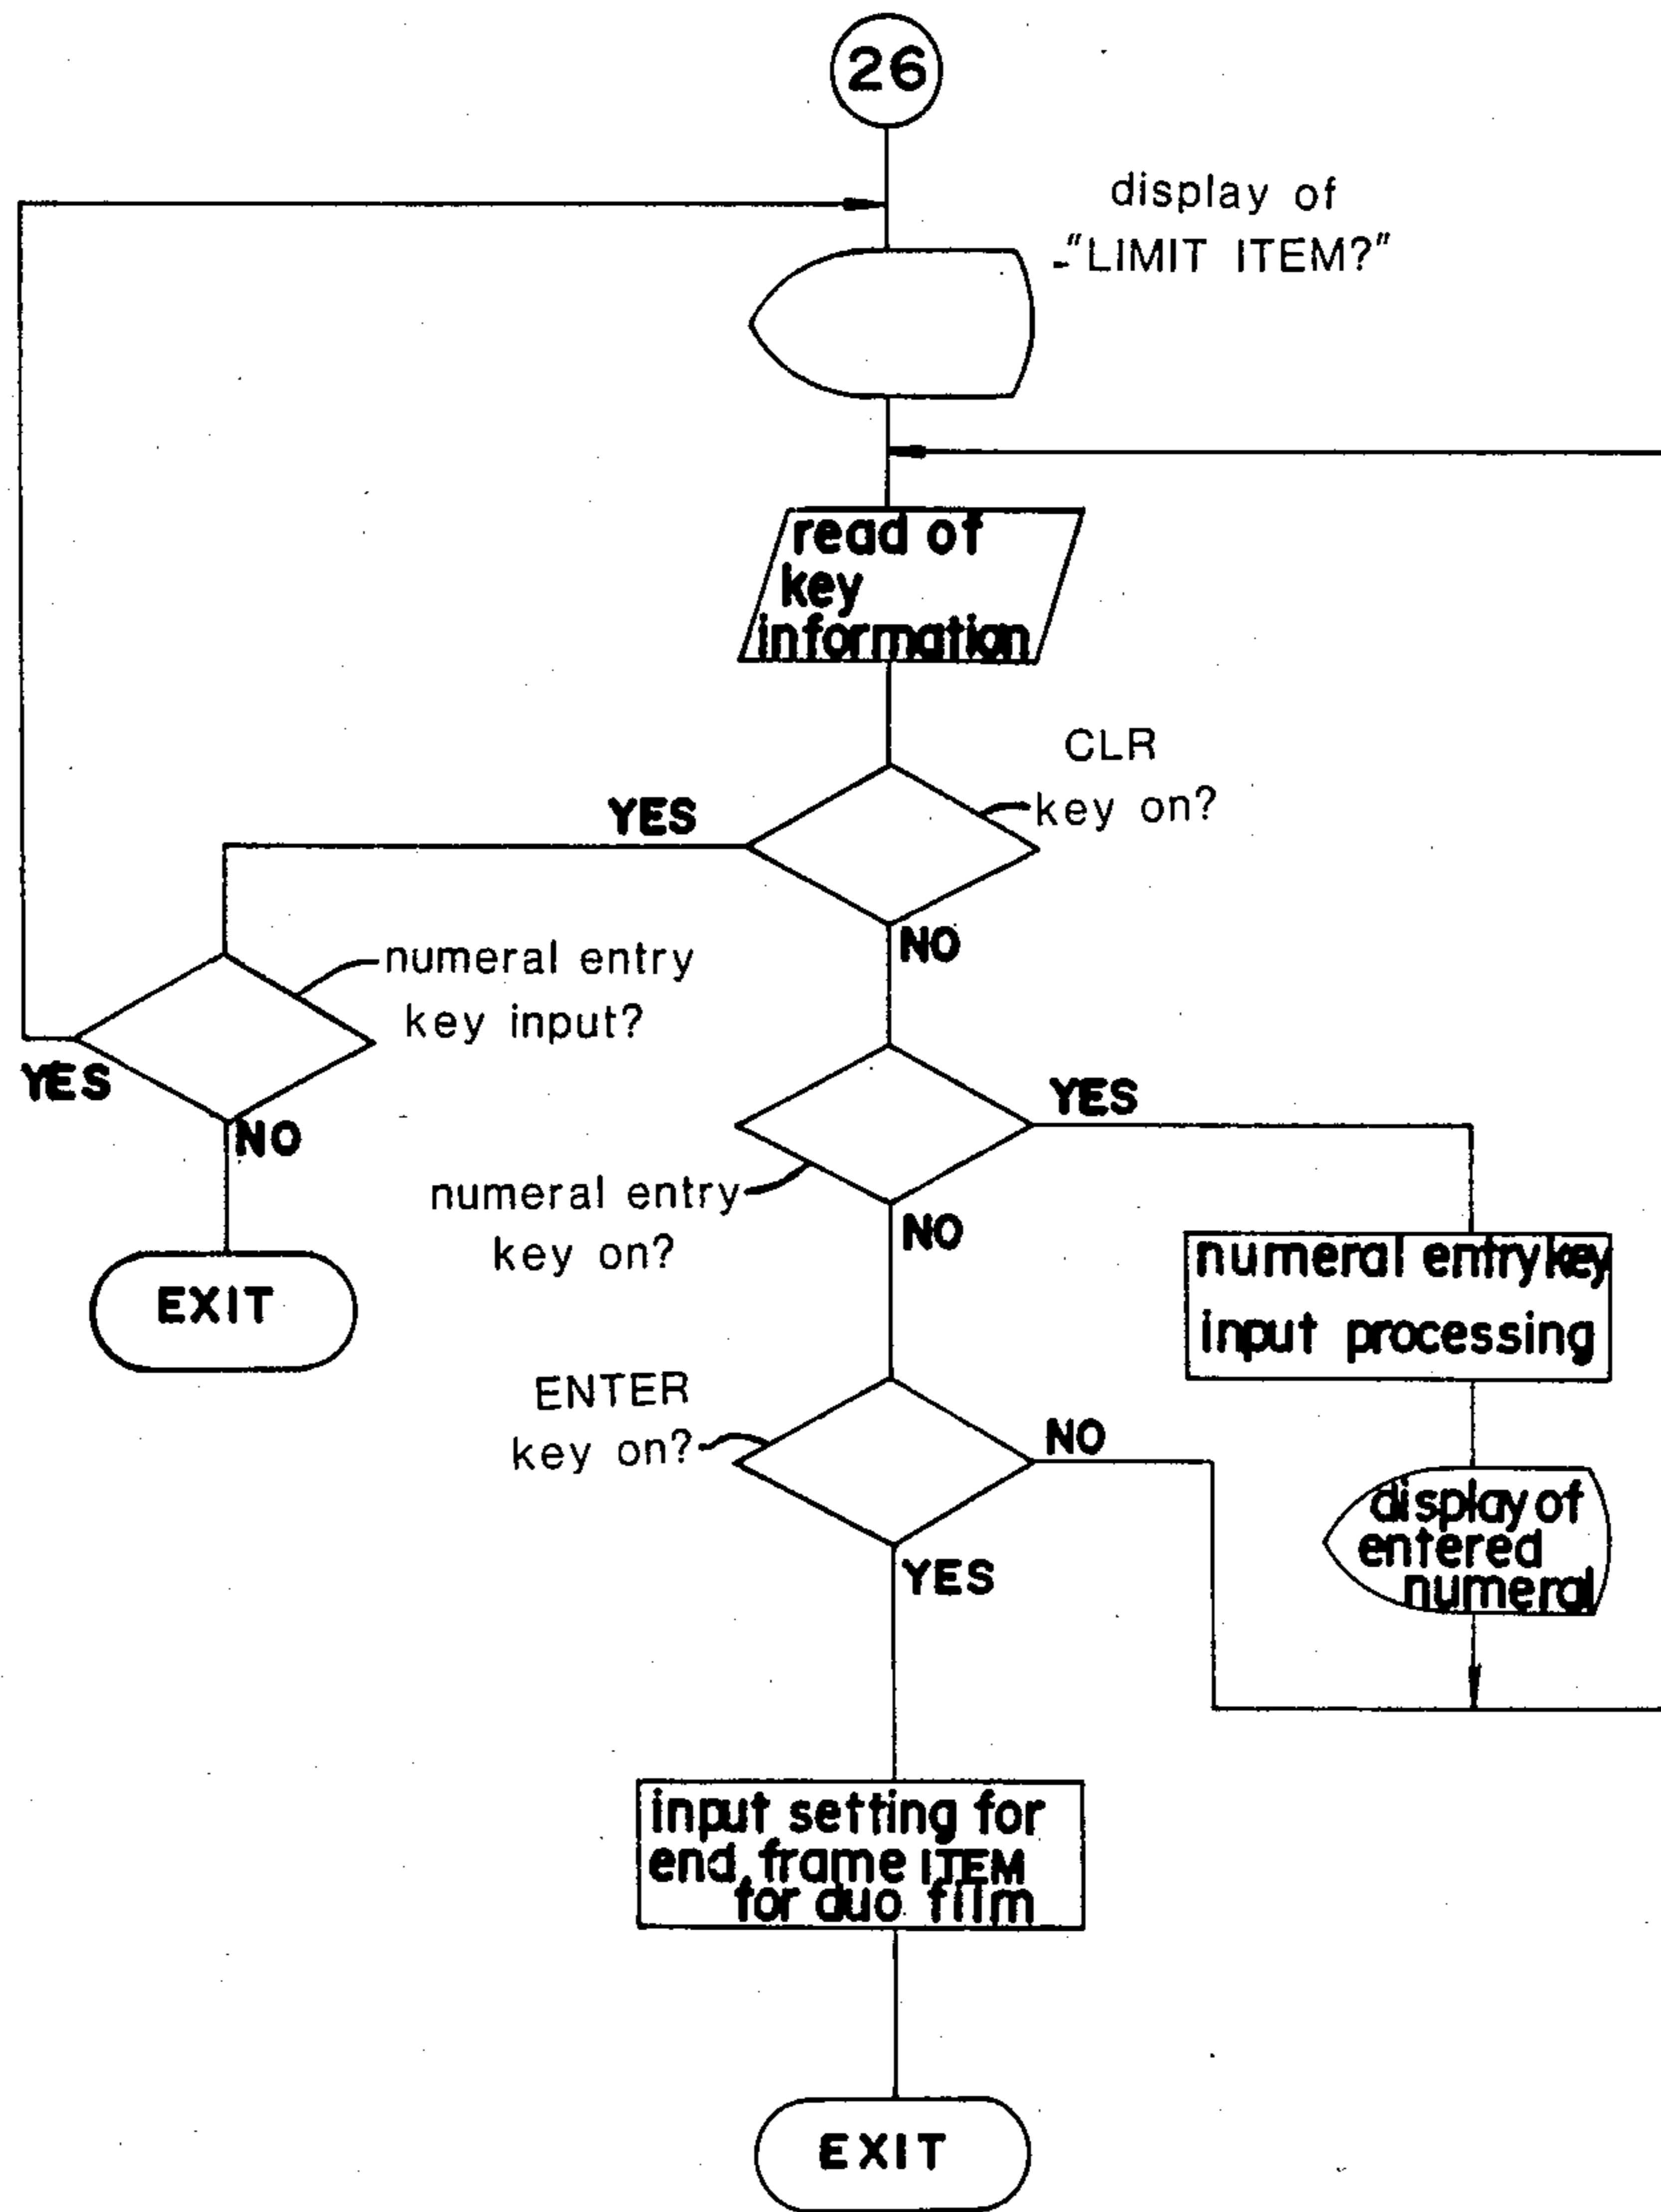 26
display of
"LIMIT ITEM?"
read of
key
information
CLR
key on?
YES
NO
numeral entry
key input?
YES
NO
EXIT
numeral entry
key on?
YES
NO
numeral entry key
input processing
display of
entered
numeral
ENTER
key on?
NO
YES
input setting for
end frame ITEM
for duo film
EXIT